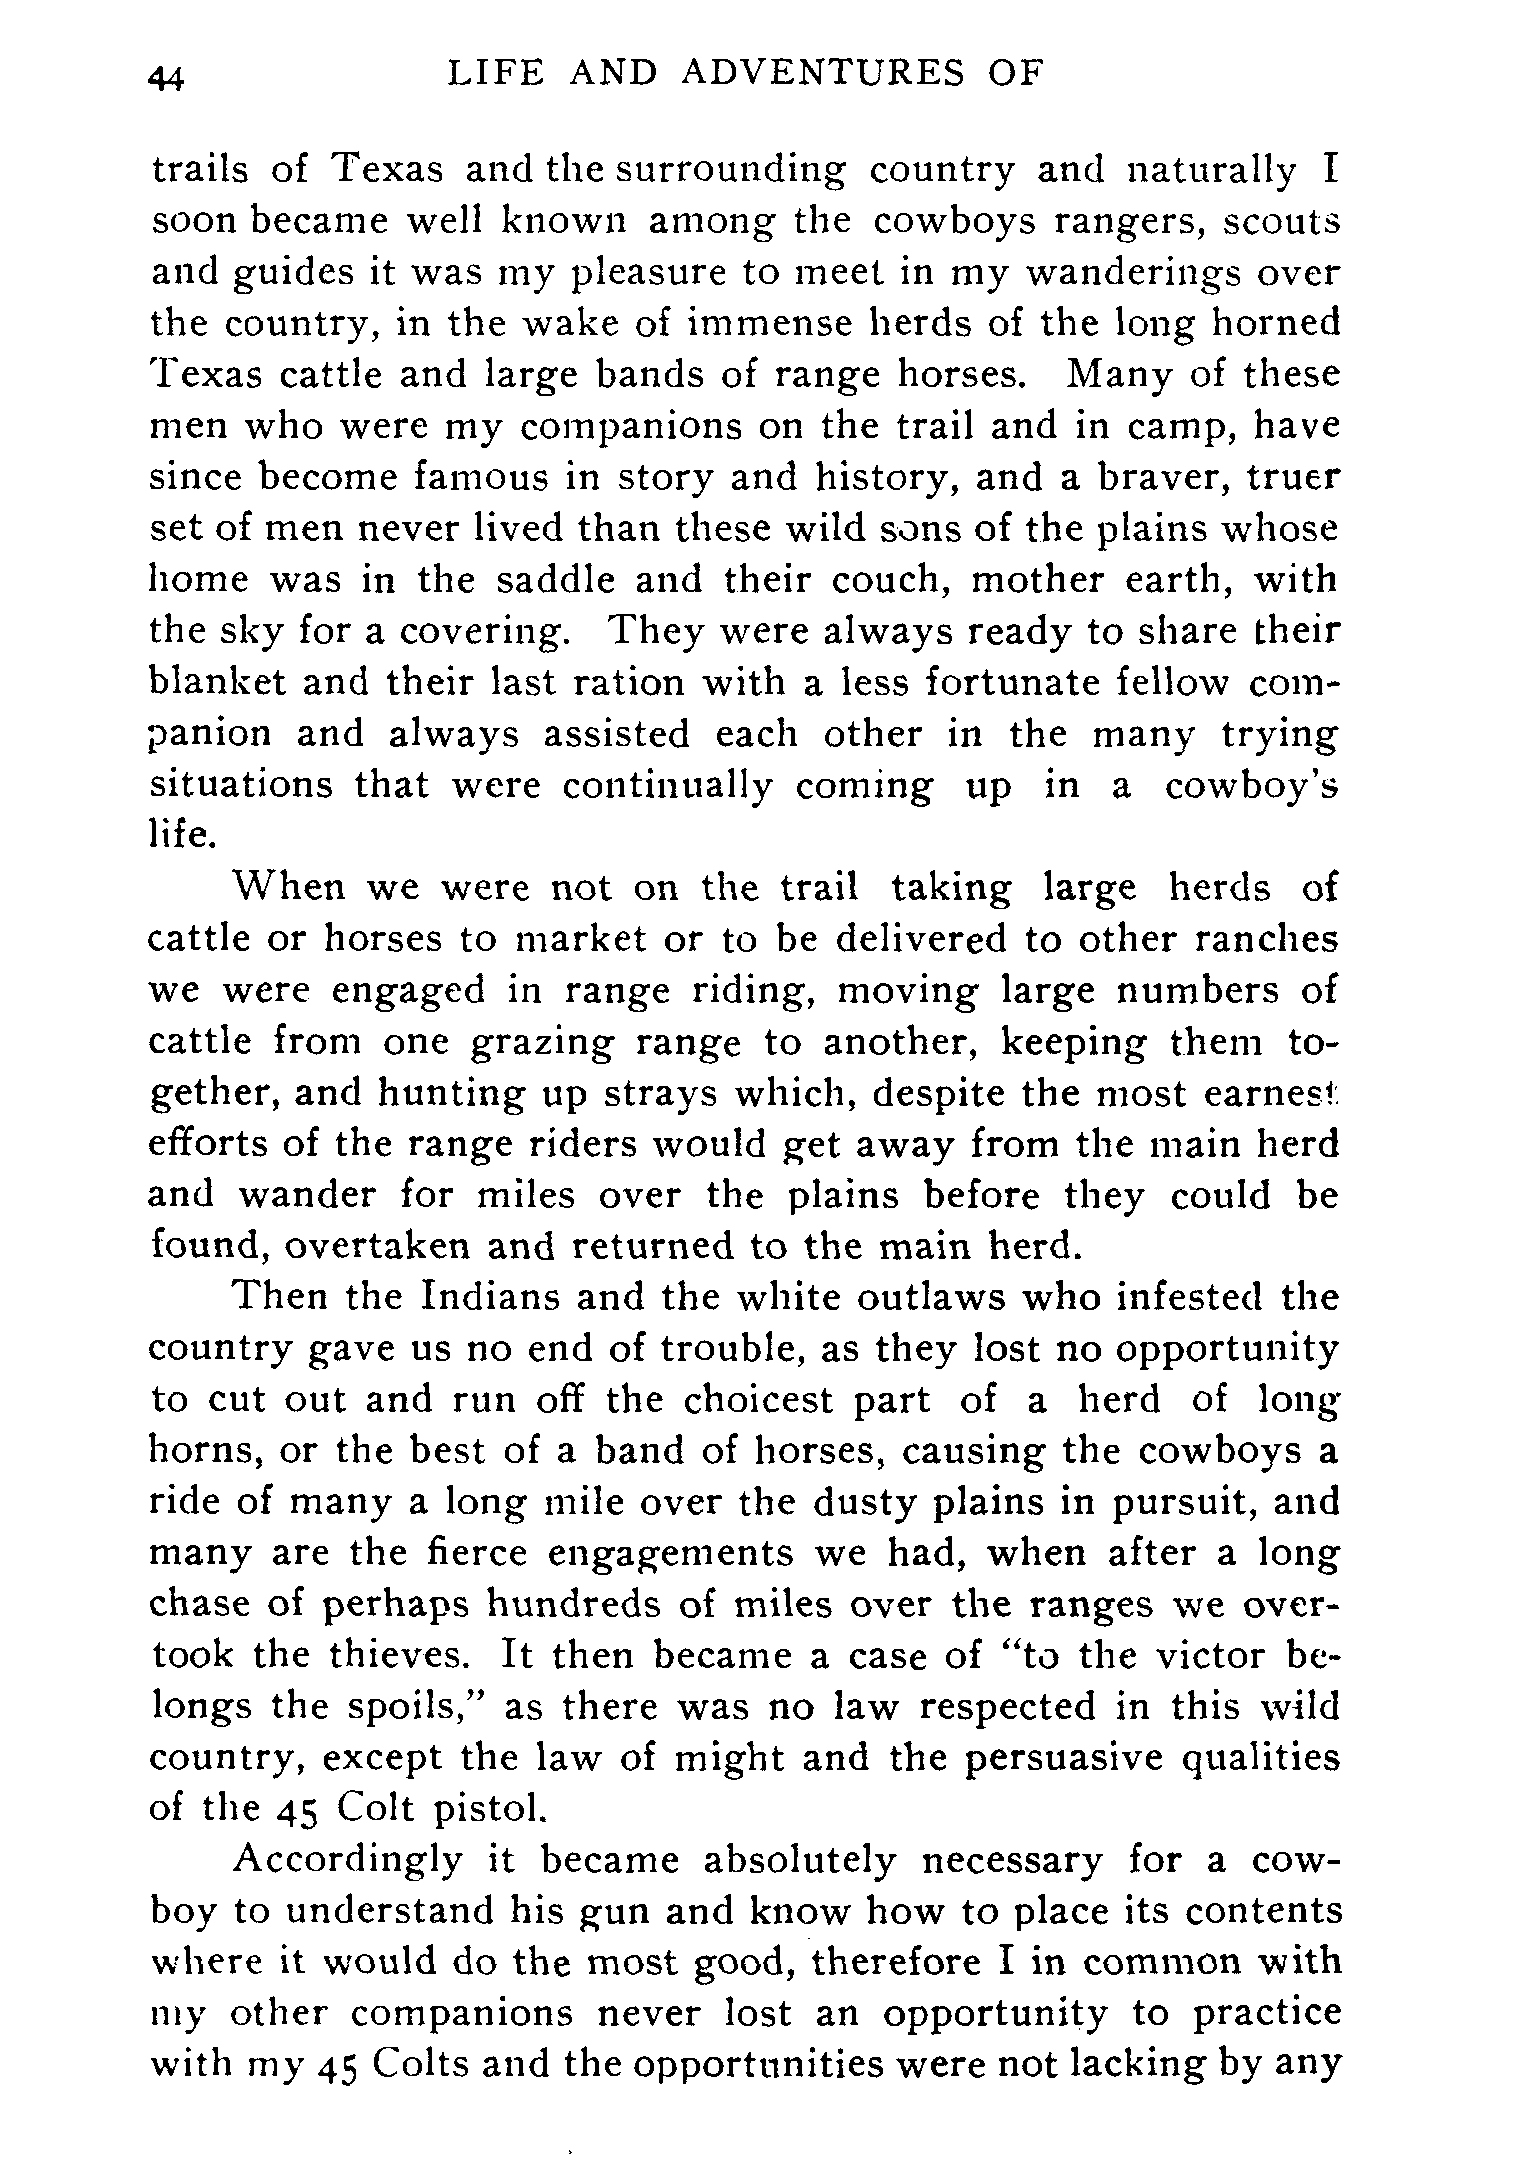 44 LIFE AND ADVENTURES OF
trails of Texas and the surrounding country and naturally I
soon became well known among the cowboys rangers, scouts
and guides it was my pleasure to meet in my wanderings over
the country, in the wake of immense herds of the long horned
Texas cattle and large bands of range horses. Many of these
men who were my companions on the trail and in camp, have
since become famous in story and history, and a braver, truer
set of men never lived than these wild sons of the plains whose
home was in the saddle and their couch, mother earth, with
the sky for a covering. They were always ready to share their
blanket and their last ration with a less fortunate fellow com-
panion and always assisted each other in the many trying
situations that were continually coming up in a cowboy's
life.
When we were not on the trail taking large herds of
cattle or horses to market or to be delivered to other ranches
we were engaged in range riding, moving large numbers of
cattle from one grazing range to another, keeping them to-
gether, and hunting up strays which, despite the most earnest
efforts of the range riders would get away from the main herd
and wander for miles over the plains before they could be
found, overtaken and returned to the main herd.
Then the Indians and the white outlaws who infested the
country gave us no end of trouble, as they lost no opportunity
to cut out and run off the choicest part of a herd of long
horns, or the best of a band of horses, causing the cowboys a
ride of many a long mile over the dusty plains in pursuit, and
many are the fierce engagements we had, when after a long
chase of perhaps hundreds of miles over the ranges we over-
took the thieves. It then became a case of "to the victor be-
longs the spoils," as there was no law respected in this wild
country, except the law of might and the persuasive qualities
of the 45 Colt pistol.
Accordingly it became absolutely necessary for a cow-
boy to understand his gun and know how to place its contents
where it would do the most good, therefore I in common with
my other companions never lost an opportunity to practice
with my 45 Colts and the opportunities were not lacking by any